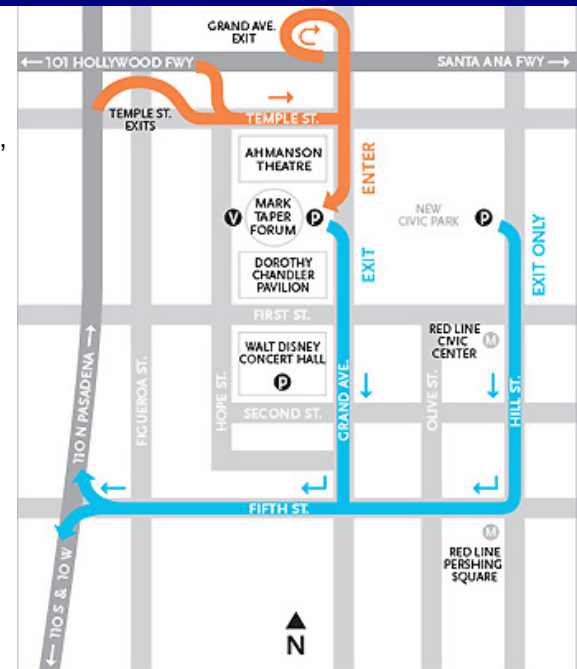 GRAND AVE.
EXIT
101 HOLLYWOOD FWY
SANTA ANA FWY
TEMPLE ST.
EXITS
TEMPLE ST.
,
AHMANSON
THEATRE
ENTER
V
MARK
TAPER
FORUM
P
NEW
CIVIC PARK
P
EXIT
EXIT ONLY
DOROTHY
CHANDLER
PAVILION
FIRST ST.
RED LINE
CIVIC
CENTER
M
WALT DISNEY
CONCERT HALL
P
110 N PASADENA
FIGUEROA ST.
HOPE ST.
GRAND AVE.
OLIVE ST.
HILL ST.
SECOND ST.
FIFTH ST.
M
RED LINE
PERSHING
SQUARE
110 S & 10 W
N